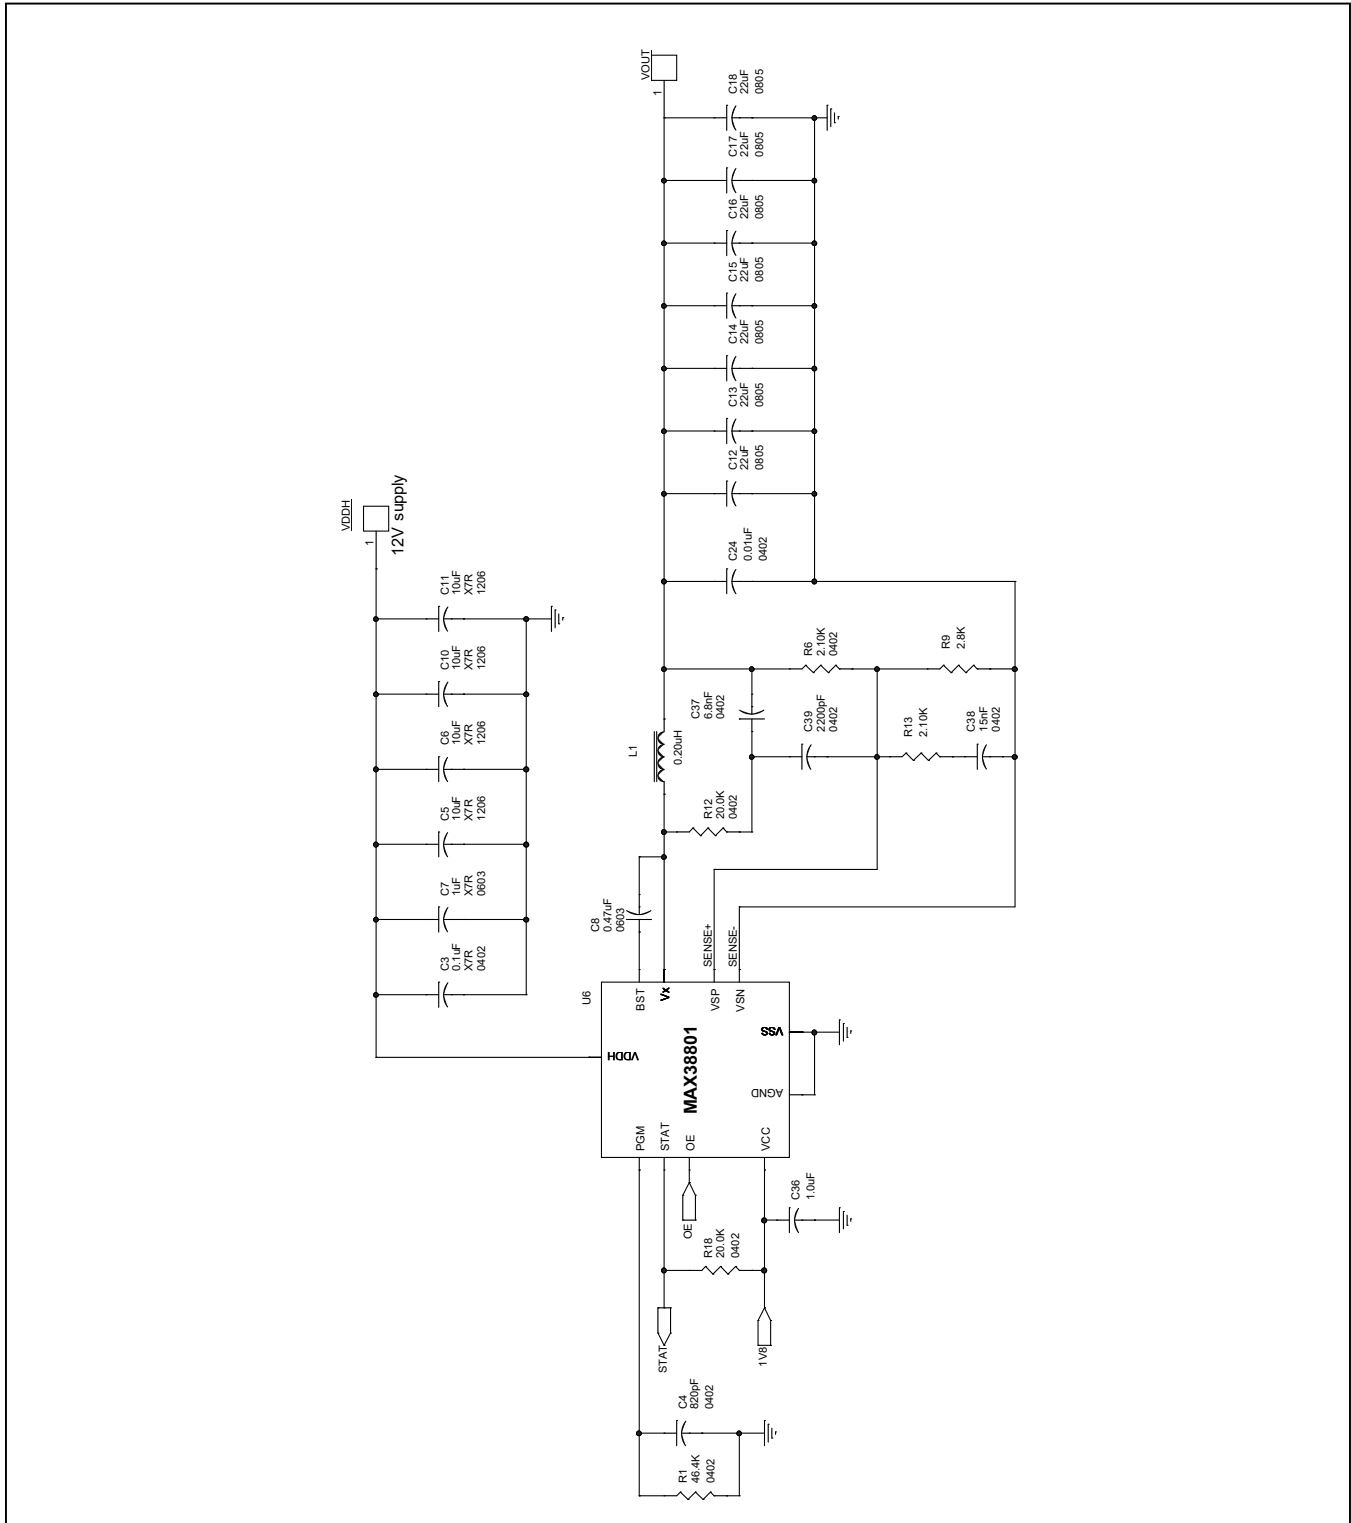 VOUT
1
C18
22uF
0805
C17
22uF
0805
C16
22uF
0805
C15
22uF
0805
C14
22uF
0805
C13
22uF
0805
C12
22uF
0805
C24
0.01uF
0402
VDDH
1
12V supply
C11
10uF
X7R
1206
C10
10uF
X7R
1206
C6
10uF
X7R
1206
C5
10uF
X7R
1206
C7
1uF
X7R
0603
C3
0.1uF
X7R
0402
R6
2.10K
0402
R9
2.8K
C37
6.8nF
0402
C39
2200pF
0402
R13
2.10K
C38
15nF
0402
L1
0.20uH
R12
20.0K
0402
C8
0.47uF
0603
SENSE+
SENSE-
U6
BST
Vx
VSP
VSN
VDDH
MAX38801
VSS
AGND
PGM
STAT
OE
VCC
OE
C36
1.0uF
R18
20.0K
0402
STAT
1V8
C4
820pF
0402
R1
46.4K
0402